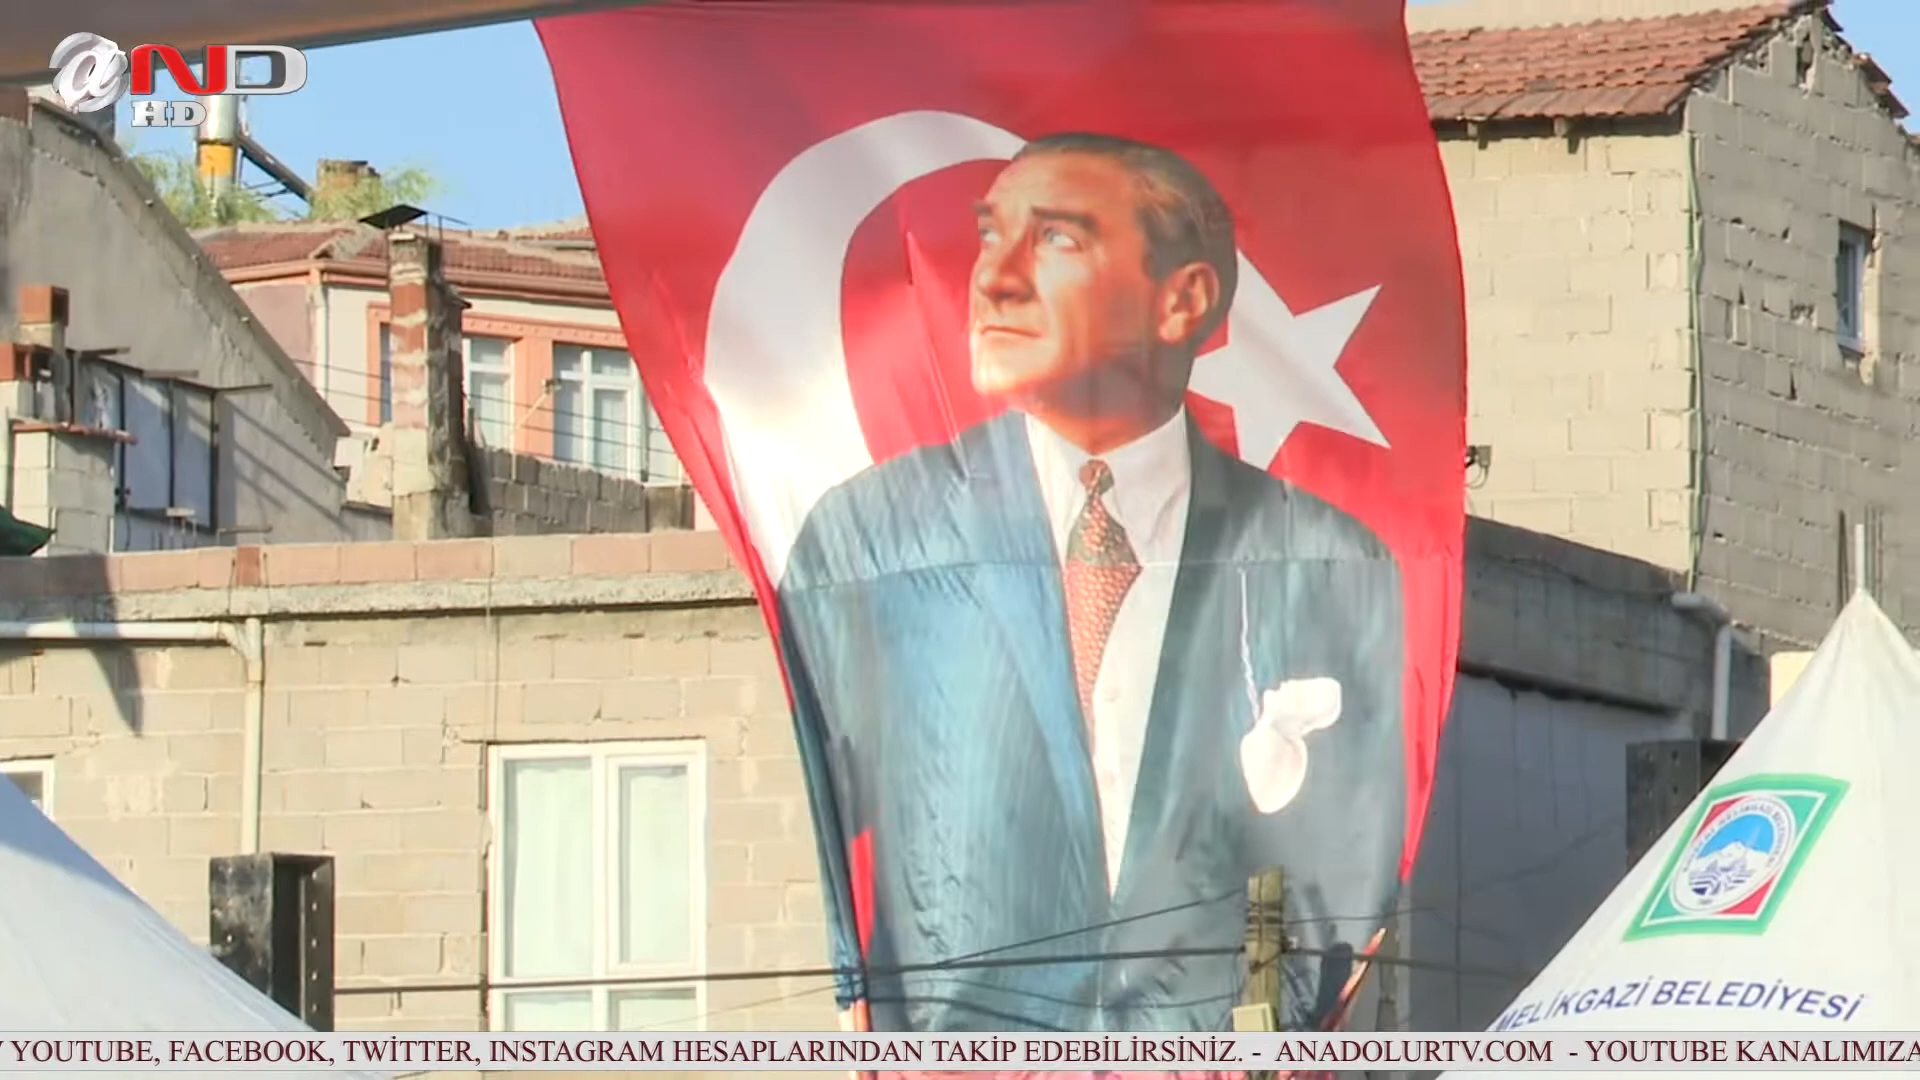 @ND
HD
MELİKGAZİ BELEDİYESİ
YOUTUBE, FACEBOOK, TWİTTER, INSTAGRAM HESAPLARINDAN TAKİP EDEBİLİRSİNİZ. - ANADOLURTV.COM - YOUTUBE KANALIMIZA